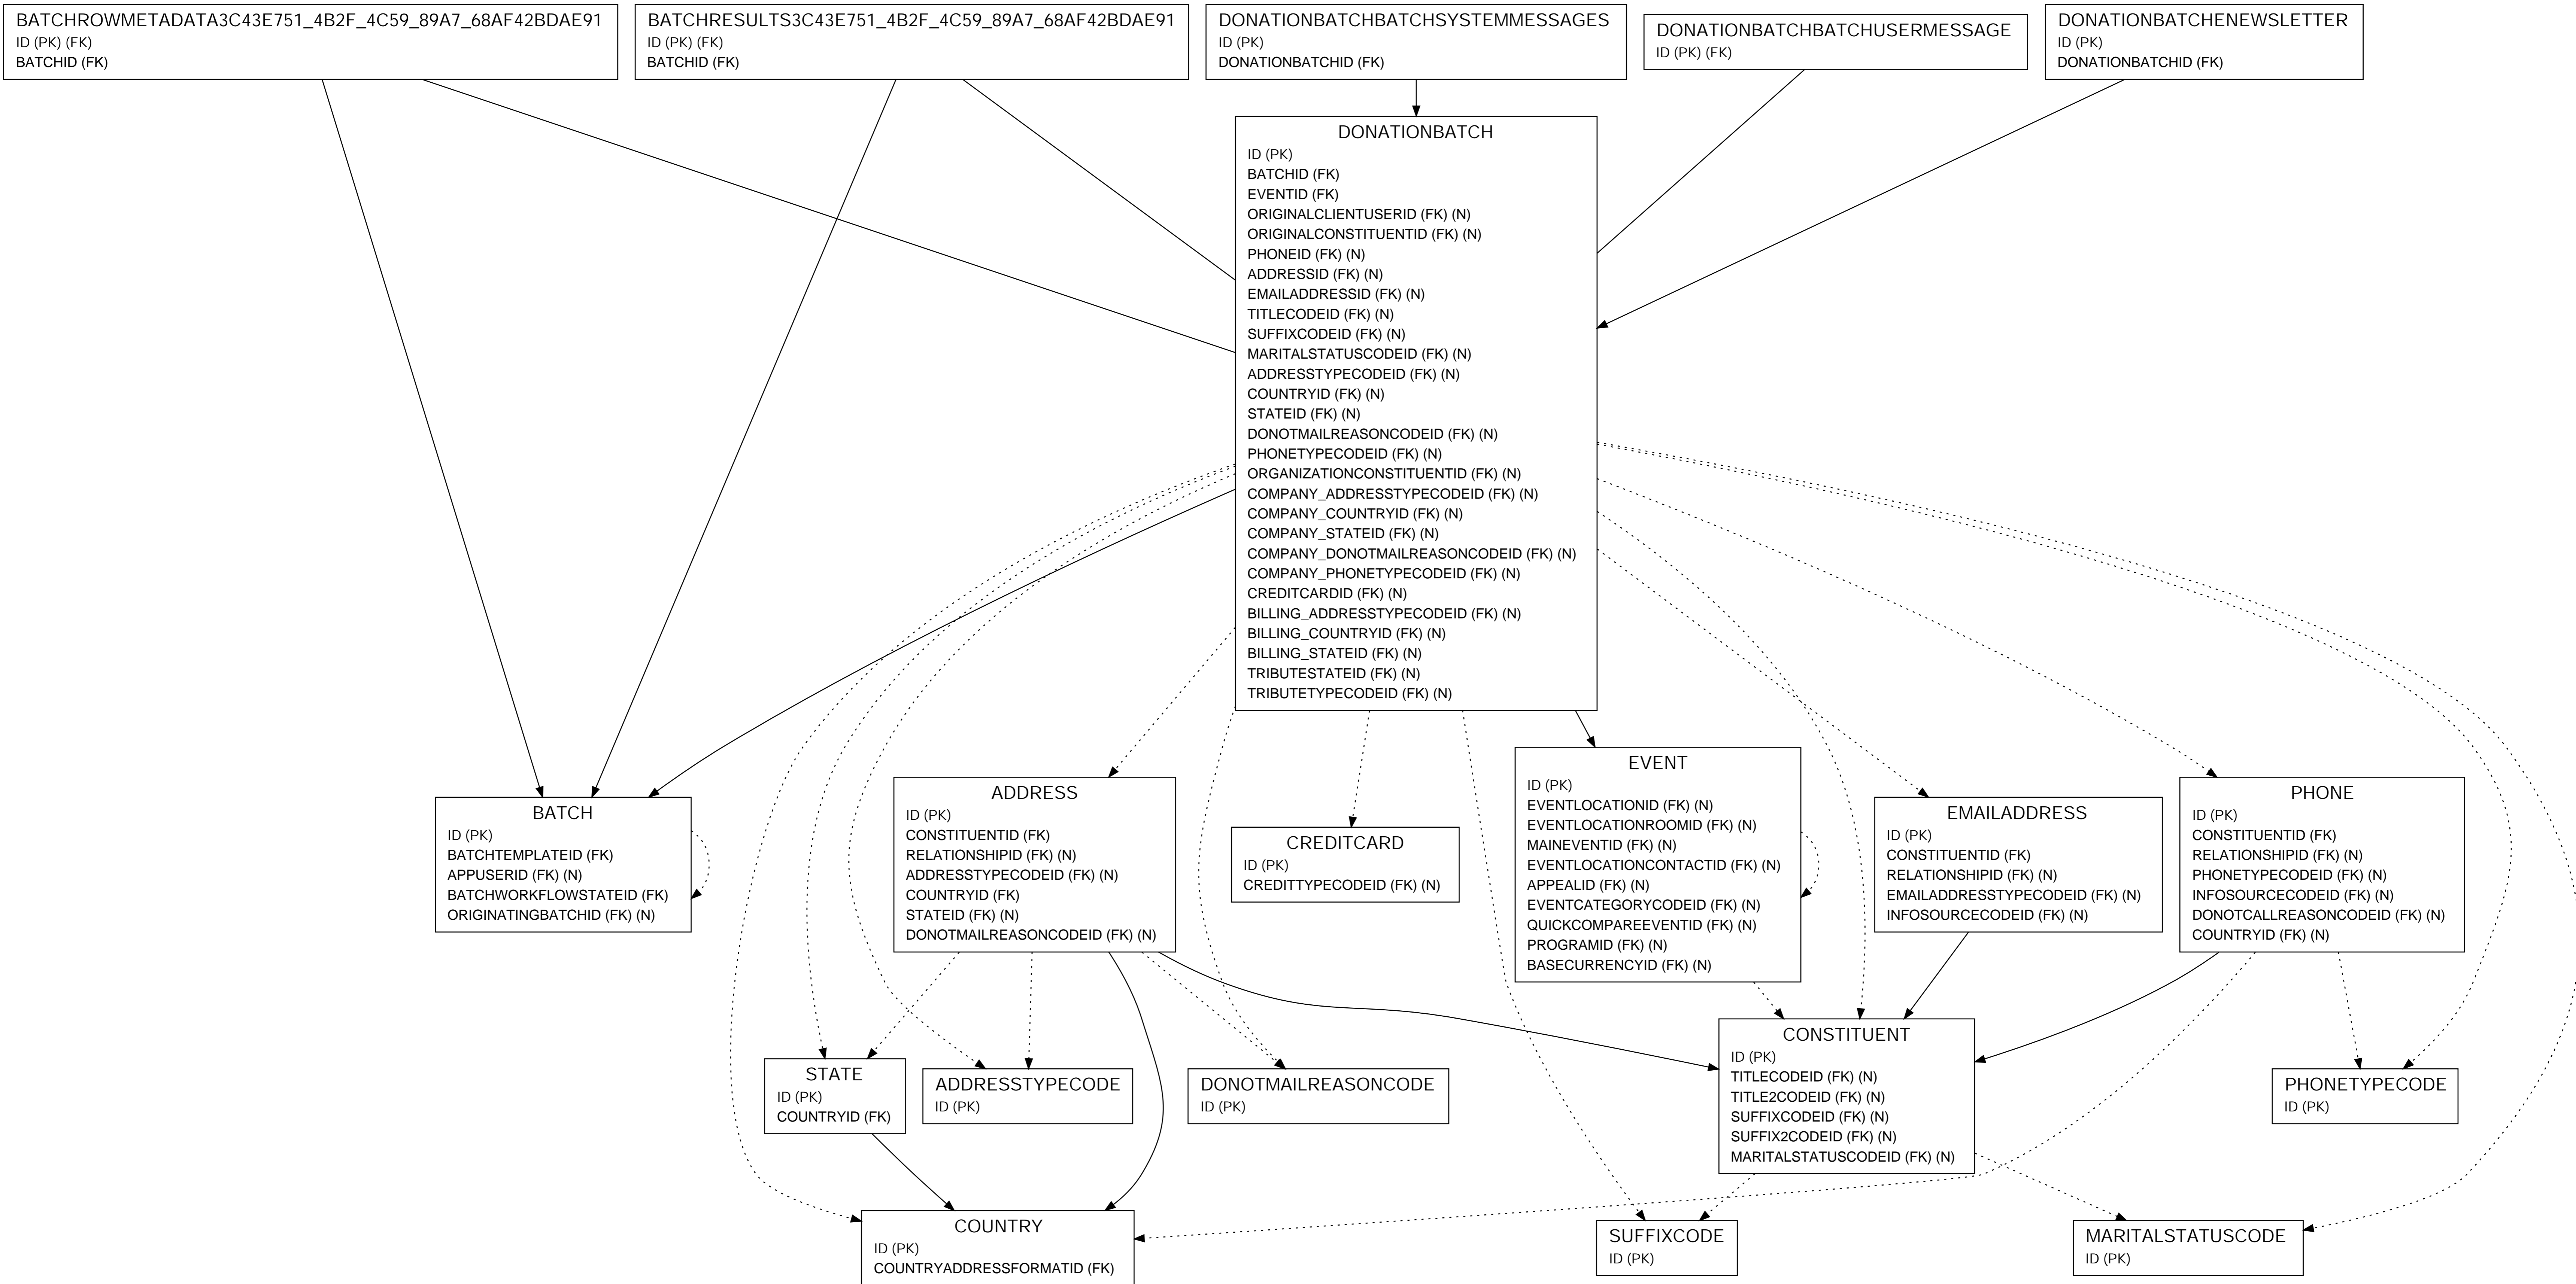 BATCHROWMETADATA3C43E751_4B2F_4C59_89A7_68AF42BDAE91
ID (PK) (FK)
BATCHID (FK)
BATCHRESULTS3C43E751_4B2F_4C59_89A7_68AF42BDAE91
ID (PK) (FK)
BATCHID (FK)
DONATIONBATCHBATCHSYSTEMMESSAGES
ID (PK)
DONATIONBATCHID (FK)
DONATIONBATCHBATCHUSERMESSAGE
ID (PK) (FK)
DONATIONBATCHENEWSLETTER
ID (PK)
DONATIONBATCHID (FK)
DONATIONBATCH
ID (PK)
BATCHID (FK)
EVENTID (FK)
ORIGINALCLIENTUSERID (FK) (N)
ORIGINALCONSTITUENTID (FK) (N)
PHONEID (FK) (N)
ADDRESSID (FK) (N)
EMAILADDRESSID (FK) (N)
TITLECODEID (FK) (N)
SUFFIXCODEID (FK) (N)
MARITALSTATUSCODEID (FK) (N)
ADDRESSTYPECODEID (FK) (N)
COUNTRYID (FK) (N)
STATEID (FK) (N)
DONOTMAILREASONCODEID (FK) (N)
PHONETYPECODEID (FK) (N)
ORGANIZATIONCONSTITUENTID (FK) (N)
COMPANY_ADDRESSTYPECODEID (FK) (N)
COMPANY_COUNTRYID (FK) (N)
COMPANY_STATEID (FK) (N)
COMPANY_DONOTMAILREASONCODEID (FK) (N)
COMPANY_PHONETYPECODEID (FK) (N)
CREDITCARDID (FK) (N)
BILLING_ADDRESSTYPECODEID (FK) (N)
BILLING_COUNTRYID (FK) (N)
BILLING_STATEID (FK) (N)
TRIBUTESTATEID (FK) (N)
TRIBUTETYPECODEID (FK) (N)
BATCH
ID (PK)
BATCHTEMPLATEID (FK)
APPUSERID (FK) (N)
BATCHWORKFLOWSTATEID (FK)
ORIGINATINGBATCHID (FK) (N)
ADDRESS
ID (PK)
CONSTITUENTID (FK)
RELATIONSHIPID (FK) (N)
ADDRESSTYPECODEID (FK) (N)
COUNTRYID (FK)
STATEID (FK) (N)
DONOTMAILREASONCODEID (FK) (N)
CREDITCARD
ID (PK)
CREDITTYPECODEID (FK) (N)
EVENT
ID (PK)
EVENTLOCATIONID (FK) (N)
EVENTLOCATIONROOMID (FK) (N)
MAINEVENTID (FK) (N)
EVENTLOCATIONCONTACTID (FK) (N)
APPEALID (FK) (N)
EVENTCATEGORYCODEID (FK) (N)
QUICKCOMPAREEVENTID (FK) (N)
PROGRAMID (FK) (N)
BASECURRENCYID (FK) (N)
EMAILADDRESS
ID (PK)
CONSTITUENTID (FK)
RELATIONSHIPID (FK) (N)
EMAILADDRESSTYPECODEID (FK) (N)
INFOSOURCECODEID (FK) (N)
PHONE
ID (PK)
CONSTITUENTID (FK)
RELATIONSHIPID (FK) (N)
PHONETYPECODEID (FK) (N)
INFOSOURCECODEID (FK) (N)
DONOTCALLREASONCODEID (FK) (N)
COUNTRYID (FK) (N)
STATE
ID (PK)
COUNTRYID (FK)
ADDRESSTYPECODE
ID (PK)
DONOTMAILREASONCODE
ID (PK)
CONSTITUENT
ID (PK)
TITLECODEID (FK) (N)
TITLE2CODEID (FK) (N)
SUFFIXCODEID (FK) (N)
SUFFIX2CODEID (FK) (N)
MARITALSTATUSCODEID (FK) (N)
PHONETYPECODE
ID (PK)
COUNTRY
ID (PK)
COUNTRYADDRESSFORMATID (FK)
SUFFIXCODE
ID (PK)
MARITALSTATUSCODE
ID (PK)